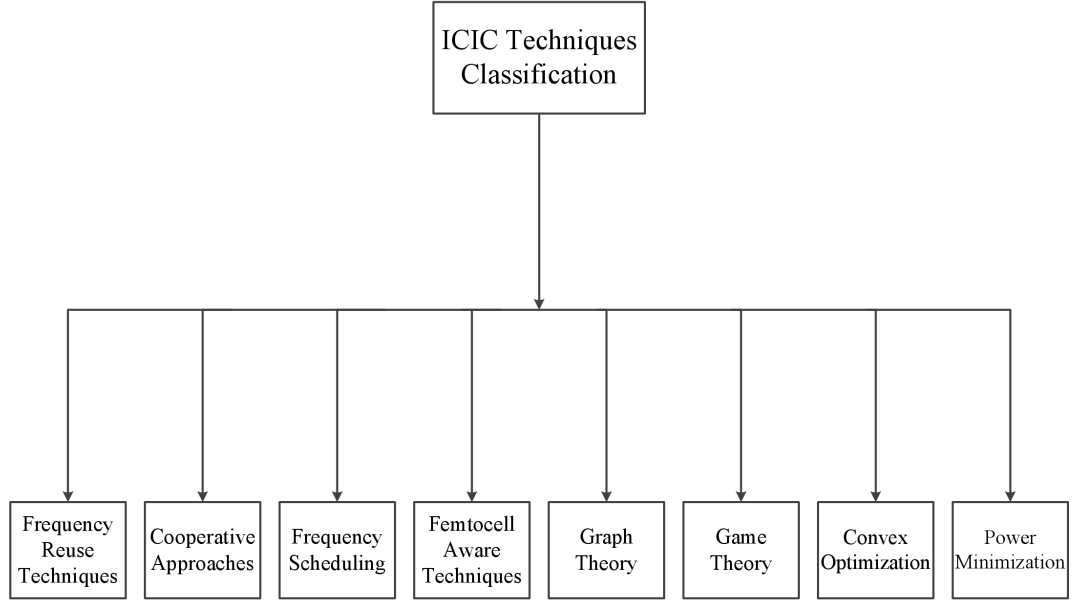 ICIC Techniques
Classification
Frequency
Reuse
Techniques
Cooperative
Approaches
Frequency
Scheduling
Femtocell
Aware
Techniques
Graph
Theory
Game
Theory
Convex
Optimization
Power
Minimization